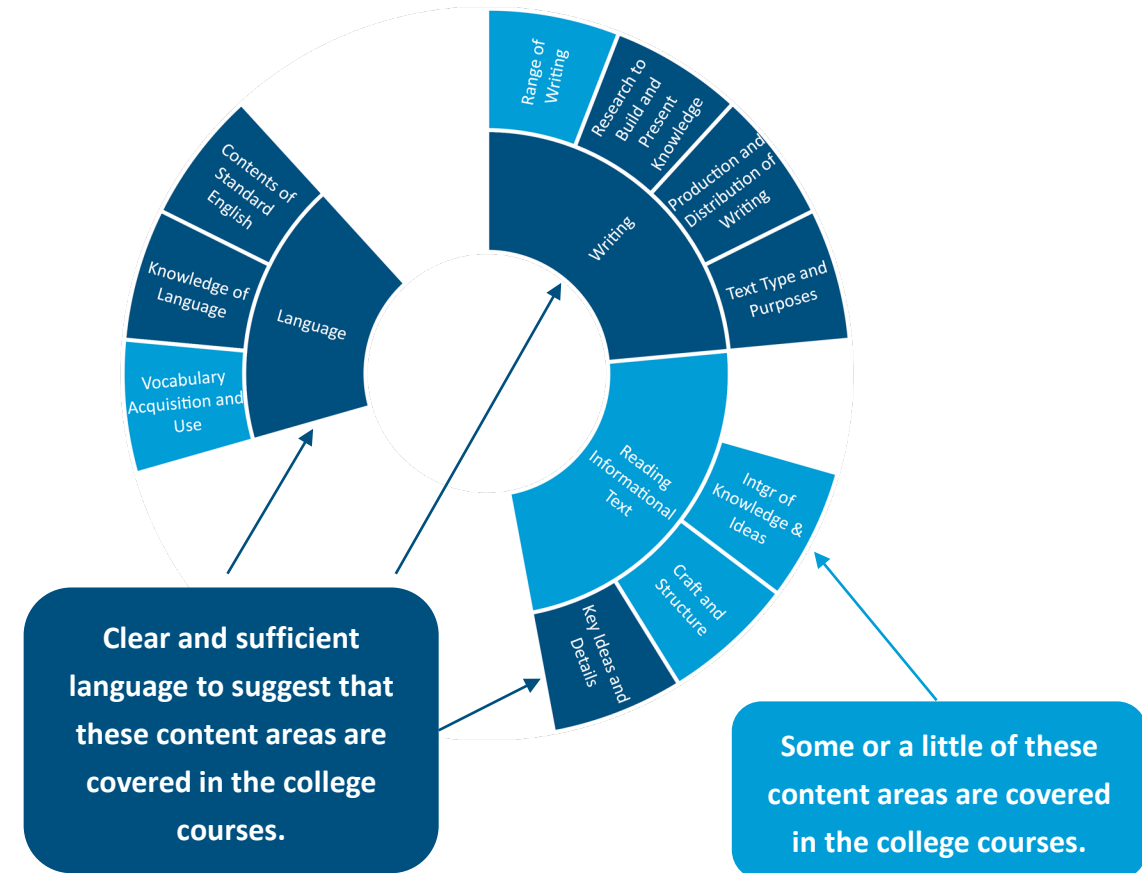 Range of
Writing
Research to
Build and
Present
Knowledge
Production and
Distribution of
Writing
Text Type and
Purposes
Writing
Contents of
Standard
English
Knowledge of
Language
Vocabulary
Acquisition and
Use
Language
Reading
Informational
Text
Intgr of
Knowledge &
Ideas
Craft and
Structure
Key Ideas and
Details
Clear and sufficient
language to suggest that
these content areas are
covered in the college
courses.
Some or a little of these
content areas are covered
in the college courses.